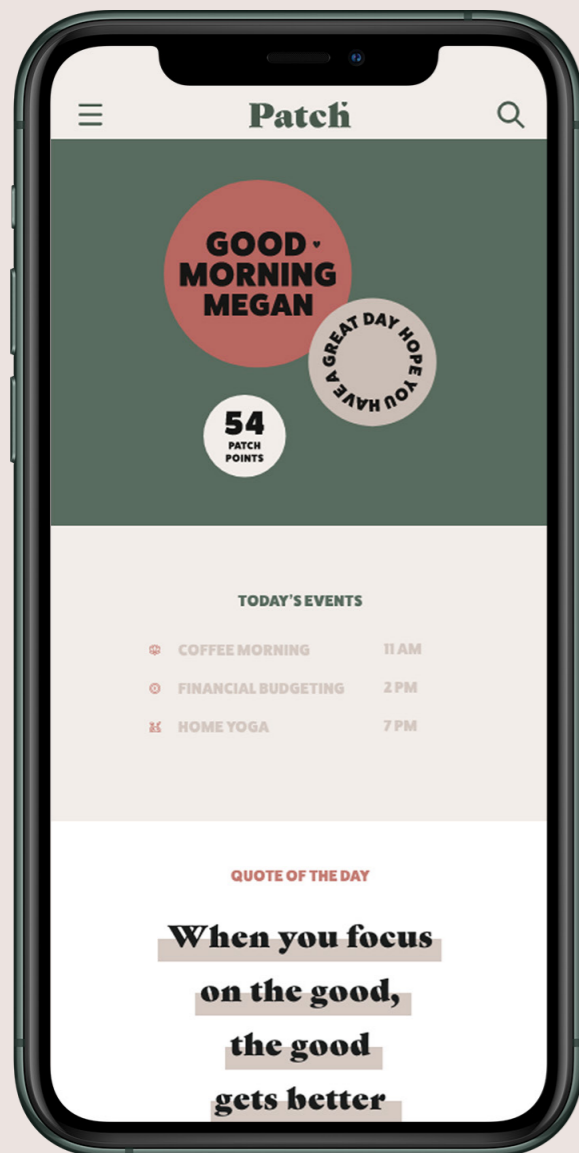 Patch
GOOD
MORNING
MEGAN
HOPE YOU HAVE A GREAT DAY
54
PATCH
POINTS
TODAY'S EVENTS
COFFEE MORNING 11 AM
FINANCIAL BUDGETING 2 PM
HOME YOGA 7 PM
QUOTE OF THE DAY
When you focus
on the good,
the good
gets better